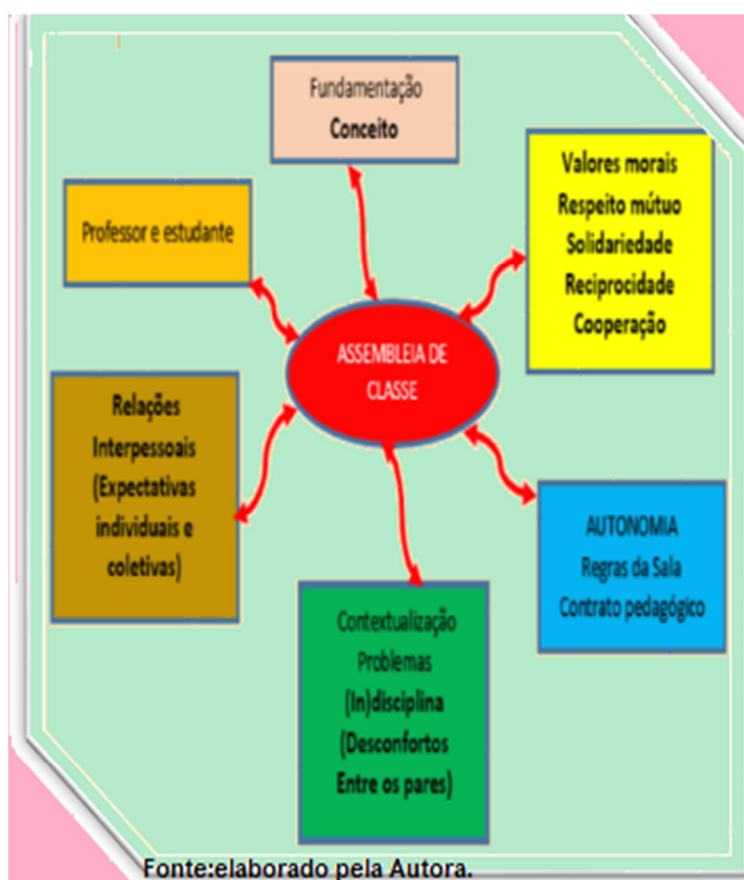 Fundamentação
Conceito
Valores morais
Respeito mútuo
Solidariedade
Reciprocidade
Cooperação
Professor e estudante
ASSEMBLEIA DE
CLASSE
Relações
Interpessoais
(Expectativas
individuais e
coletivas)
AUTONOMIA
Regras da Sala
Contrato pedagógico
Contextualização
Problemas
(In)disciplina
(Desconfortos
Entre os pares)
Fonte:elaborado pela Autora.